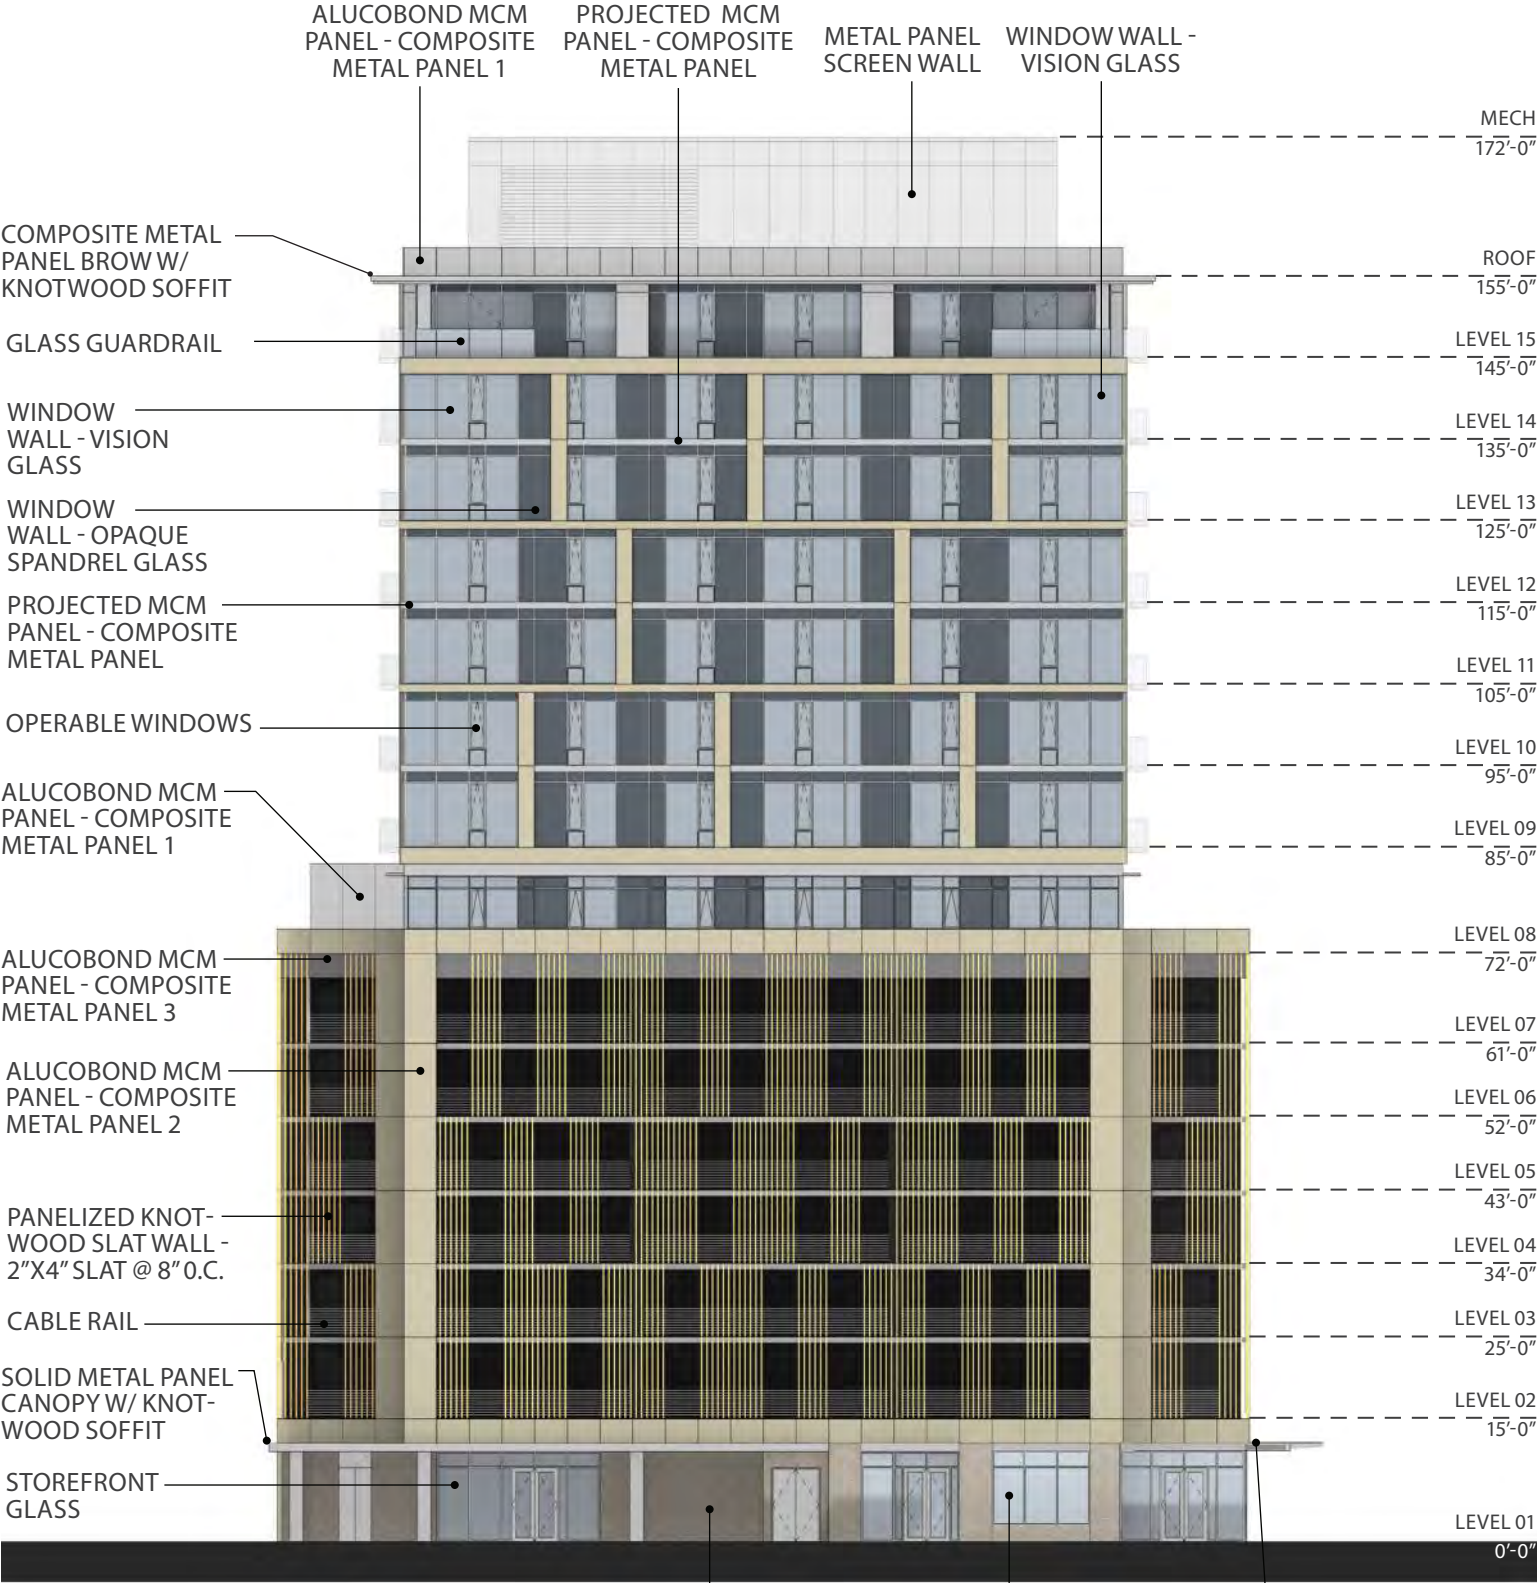 ALUCOBOND MCM
PANEL - COMPOSITE
METAL PANEL 1
PROJECTED MCM
PANEL - COMPOSITE
METAL PANEL
METAL PANEL
SCREEN WALL
WINDOW WALL -
VISION GLASS
COMPOSITE METAL
PANEL BROW W/
KNOTWOOD SOFFIT
GLASS GUARDRAIL
WINDOW
WALL - VISION
GLASS
WINDOW
WALL - OPAQUE
SPANDREL GLASS
PROJECTED MCM
PANEL - COMPOSITE
METAL PANEL
OPERABLE WINDOWS
ALUCOBOND MCM
PANEL - COMPOSITE
METAL PANEL 1
ALUCOBOND MCM
PANEL - COMPOSITE
METAL PANEL 3
ALUCOBOND MCM
PANEL - COMPOSITE
METAL PANEL 2
PANELIZED KNOT-
WOOD SLAT WALL -
2"X4" SLAT @ 8" 0.C.
CABLE RAIL
SOLID METAL PANEL
CANOPY W/ KNOT-
WOOD SOFFIT
STOREFRONT
GLASS
MECH
172'-0"
ROOF
155'-0"
LEVEL 15
145'-0"
LEVEL 14
135'-0"
LEVEL 13
125'-0"
LEVEL 12
115'-0"
LEVEL 11
105'-0"
LEVEL 10
95'-0"
LEVEL 09
85'-0"
LEVEL 08
72'-0"
LEVEL 07
61'-0"
LEVEL 06
52'-0"
LEVEL 05
43'-0"
LEVEL 04
34'-0"
LEVEL 03
25'-0"
LEVEL 02
15'-0"
LEVEL 01
0'-0"